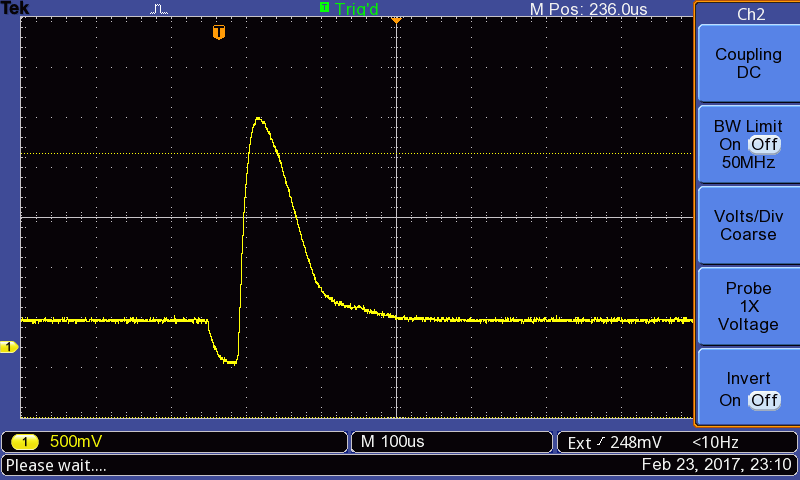 Tek
T Trig'd
M Pos: 236.0us
Ch2
T
Coupling
DC
BW Limit
On Off
50MHz
Volts/Div
Coarse
Probe
1X
Voltage
1
Invert
On Off
1 500mV
M 100us
Ext 248mV
<10Hz
Please wait....
Feb 23, 2017, 23:10